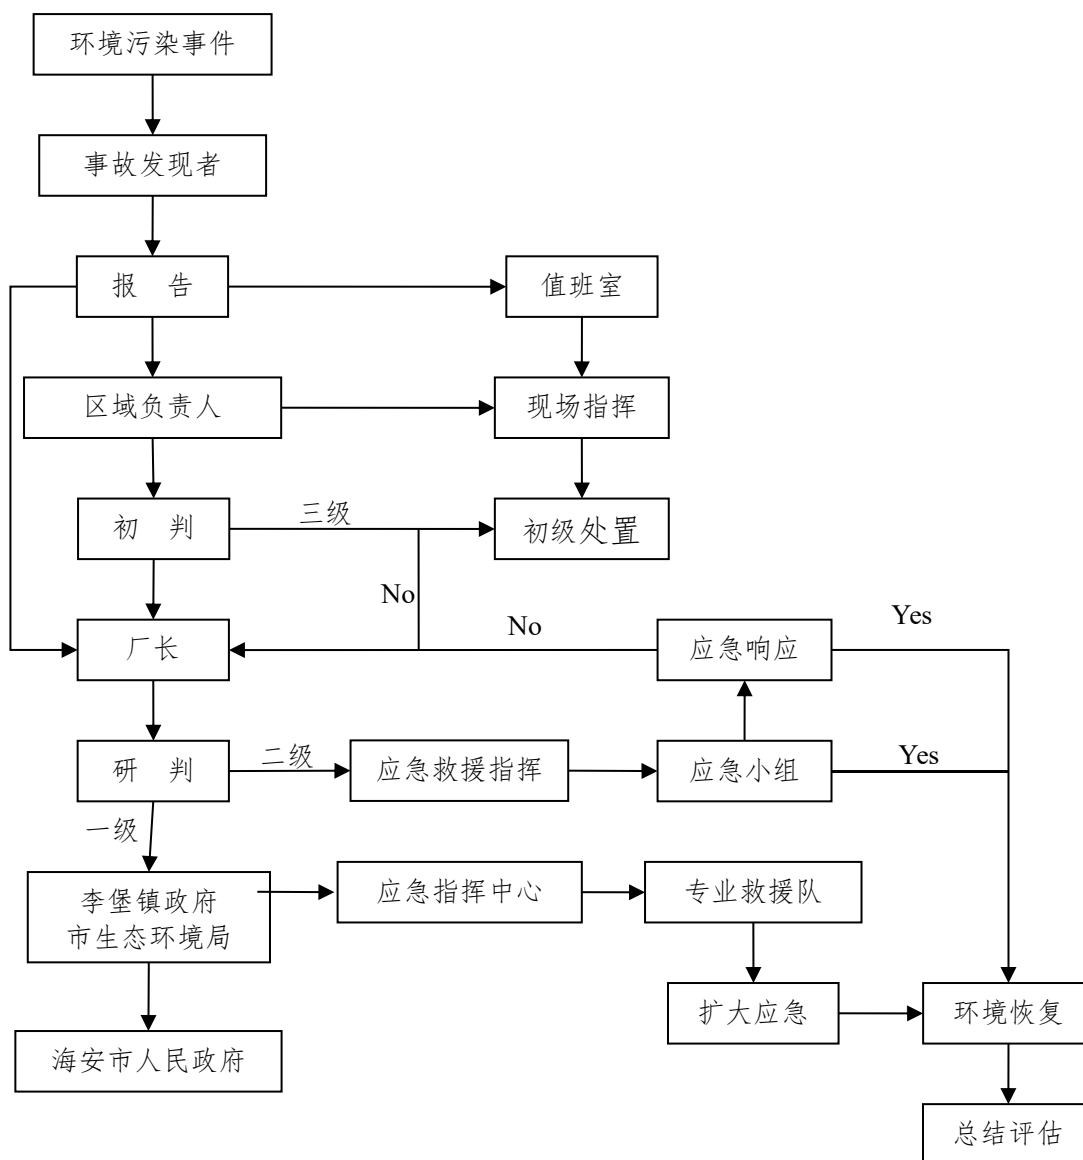 环境污染事件
事故发现者
报 告
值班室
区域负责人
现场指挥
初 判
三级
初级处置
No
厂长
No
应急响应
Yes
研 判
二级
应急救援指挥
应急小组
Yes
一级
李堡镇政府
市生态环境局
应急指挥中心
专业救援队
扩大应急
环境恢复
海安市人民政府
总结评估